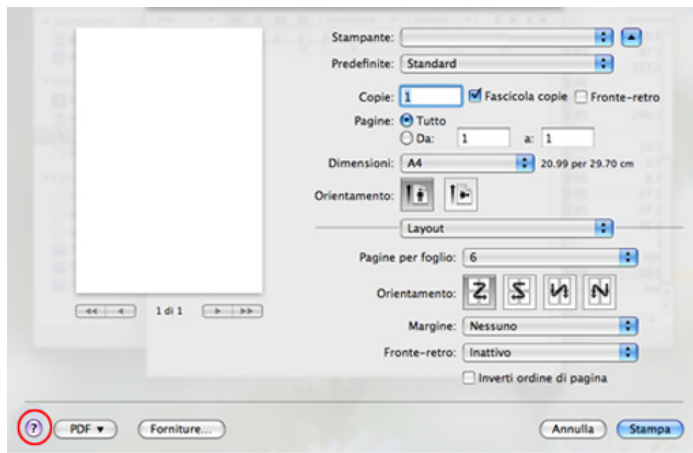 Stampante:
Predefinite: Standard
Copie: 1 Fascicola copie Fronte-retro
Pagine: Tutto
Da: 1 a: 1
Dimensioni: A4 20.99 per 29.70 cm
Orientamento:
Layout
Pagine per foglio: 6
Orientamento:
Margine: Nessuno
Fronte-retro: Inattivo
Inverti ordine di pagina
1 di 1
? PDF Forniture... Annulla Stampa